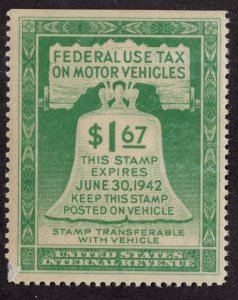 FEDERAL USE TAX
ON MOTOR VEHICLES
$1.67
THIS STAMP
EXPIRES
JUNE 30, 1942
KEEP THIS STAMP
POSTED ON VEHICLE
STAMP TRANSFERABLE
WITH VEHICLE
UNITED STATES
INTERNAL REVENUE